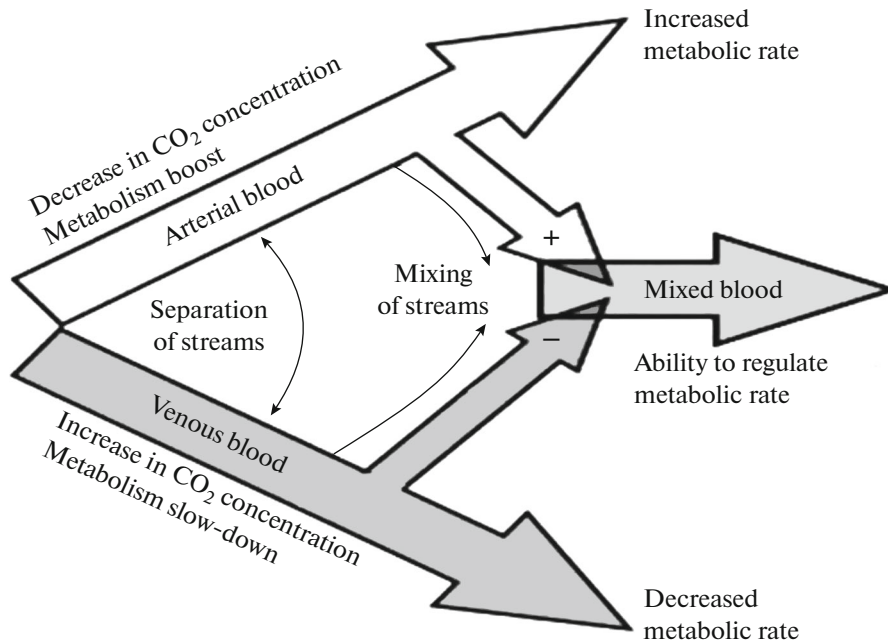 Increased
metabolic rate
Decrease in CO₂ concentration
Metabolism boost
Arterial blood
+
Separation
of streams
Mixing
of streams
Mixed blood
−
Ability to regulate
metabolic rate
Venous blood
Increase in CO₂ concentration
Metabolism slow-down
Decreased
metabolic rate